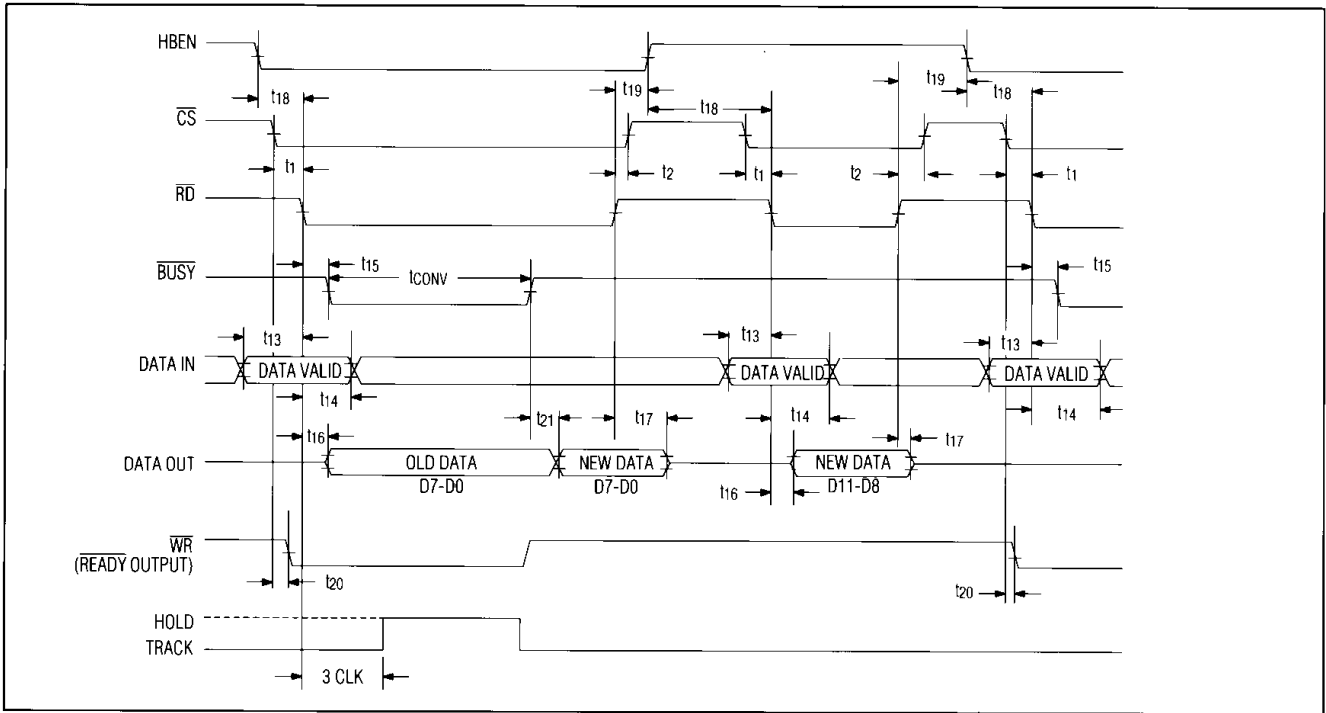 HBEN
t19 t19 t18
t18 t18
CS
t1 t2 t1 t2 t1
RD
BUSY t15 tCONV t15
t13 t13 t13
DATA IN DATA VALID DATA VALID DATA VALID
t14 t21 t17 t14 t14
t16 t17
DATA OUT OLD DATA NEW DATA NEW DATA
D7-D0 D7-D0 t16 D11-D8
WR
(READY OUTPUT)
t20 t20
HOLD
TRACK
3 CLK